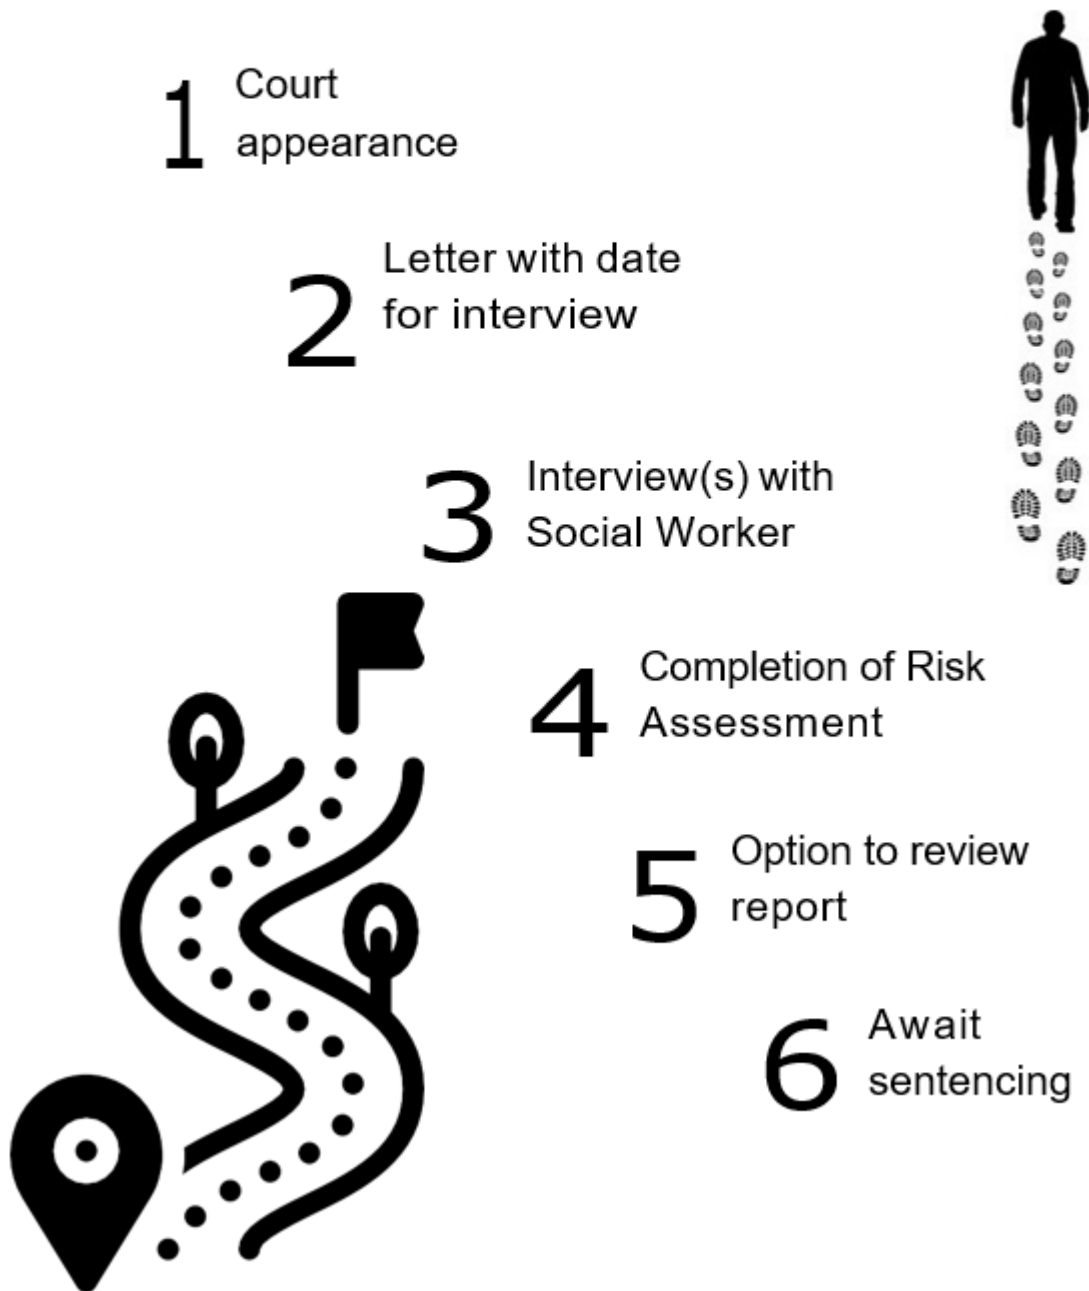 1 Court
appearance
2 Letter with date
for interview
3 Interview(s) with
Social Worker
4 Completion of Risk
Assessment
5 Option to review
report
6 Await
sentencing